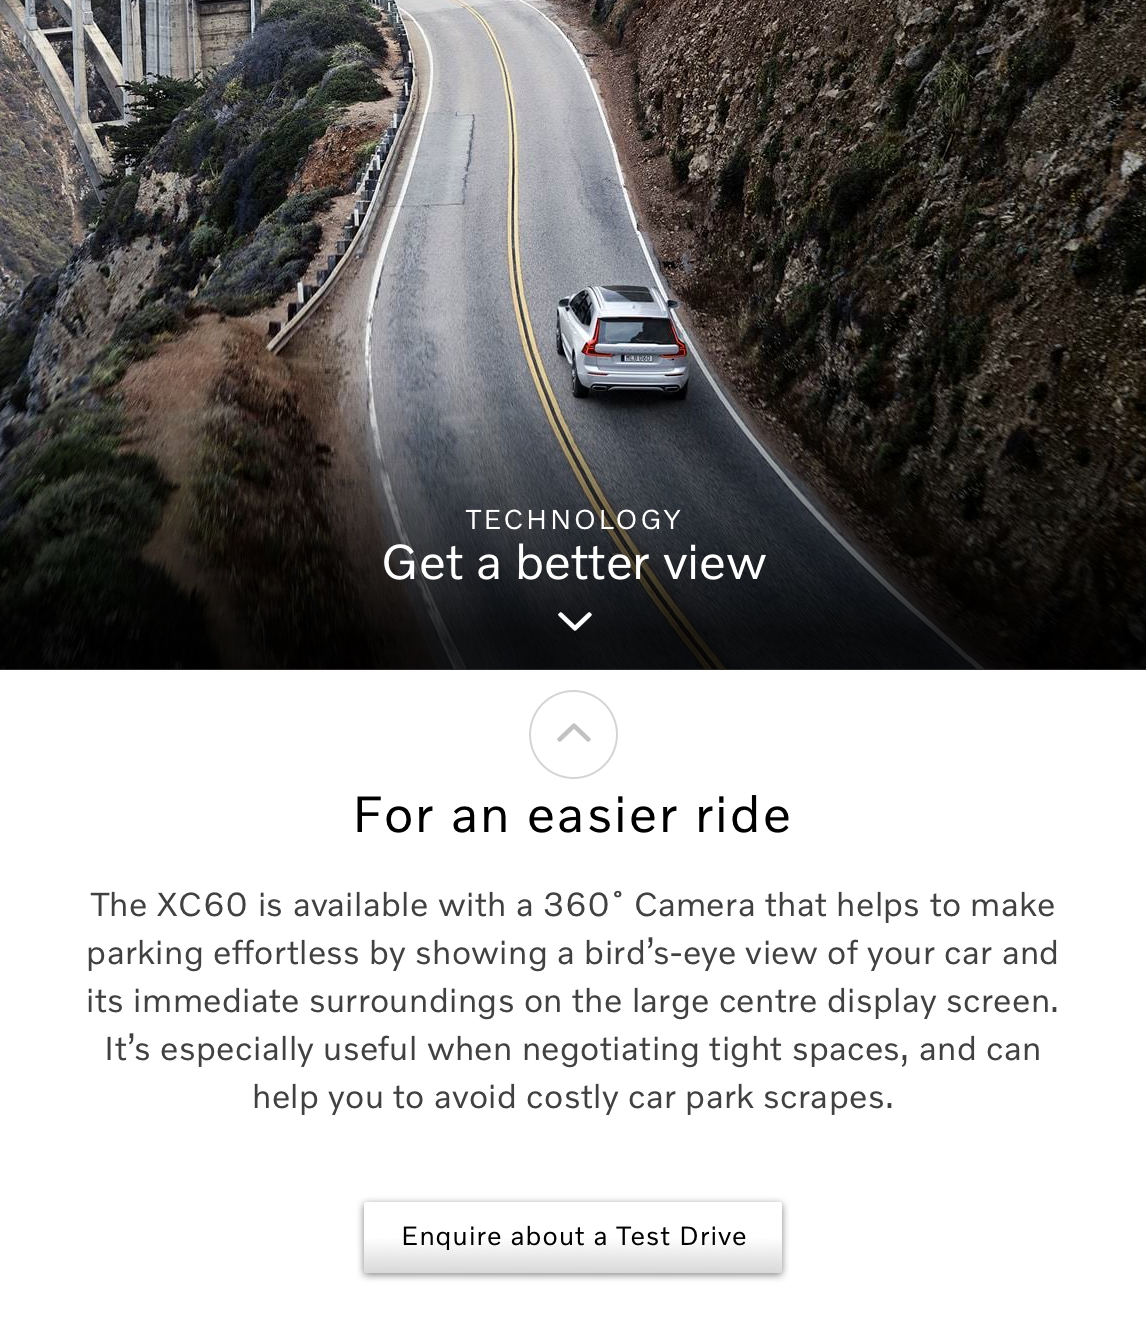 TECHNOLOGY
Get a better view
For an easier ride
The XC60 is available with a 360˚ Camera that helps to make
parking effortless by showing a bird’s-eye view of your car and
its immediate surroundings on the large centre display screen.
It’s especially useful when negotiating tight spaces, and can
help you to avoid costly car park scrapes.
Enquire about a Test Drive